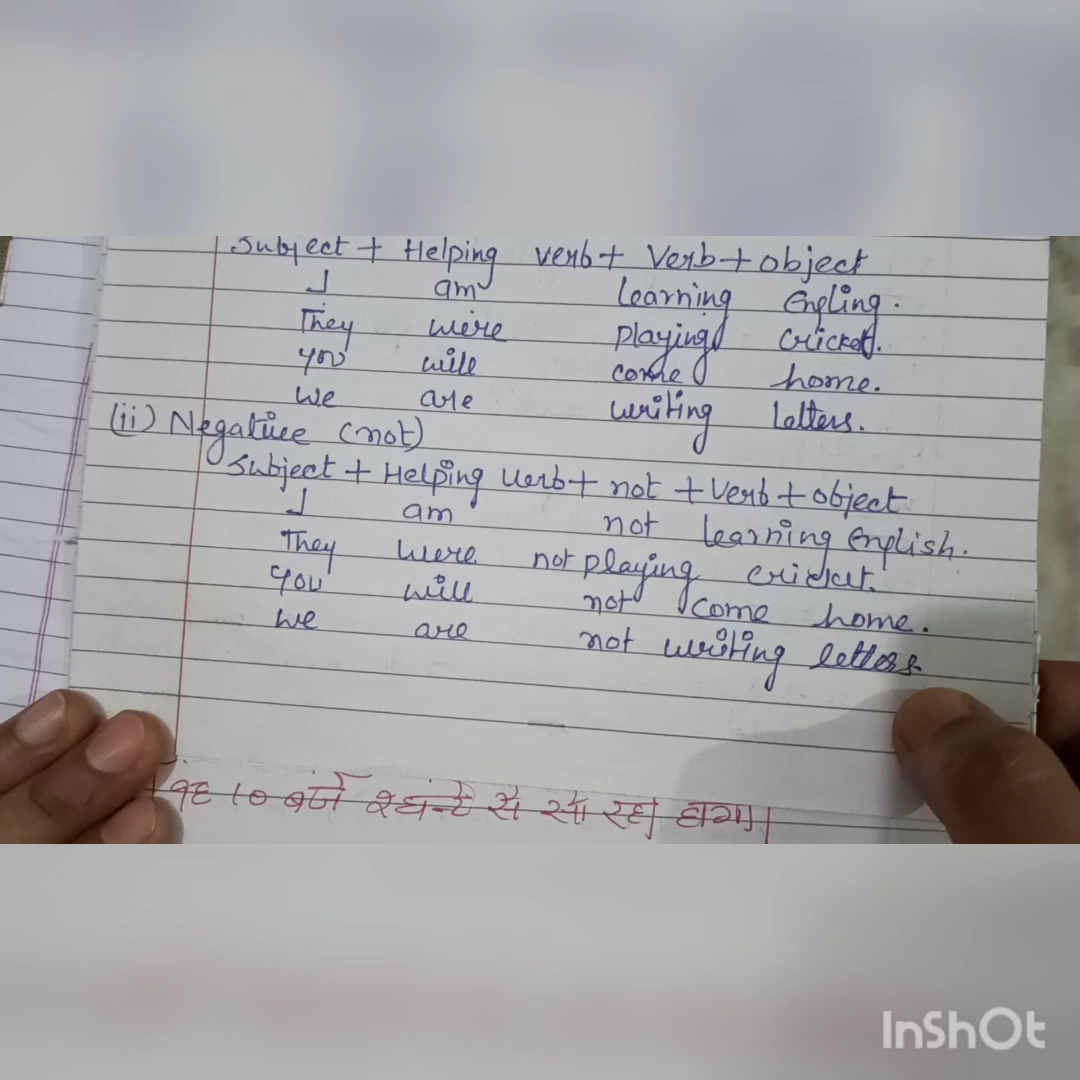 Subject + Helping verb + Verb + object
I am learning Engling.
They were playing cricket.
you will come home.
we are writing letters.
(ii) Negative (not)
Subject + Helping verb + not + verb + object
I am not learning English.
They were not playing cricket.
you will not come home.
we are not writing letters
वह 10 बजे २ घन्टे से सो रहा होगा।
InShOt